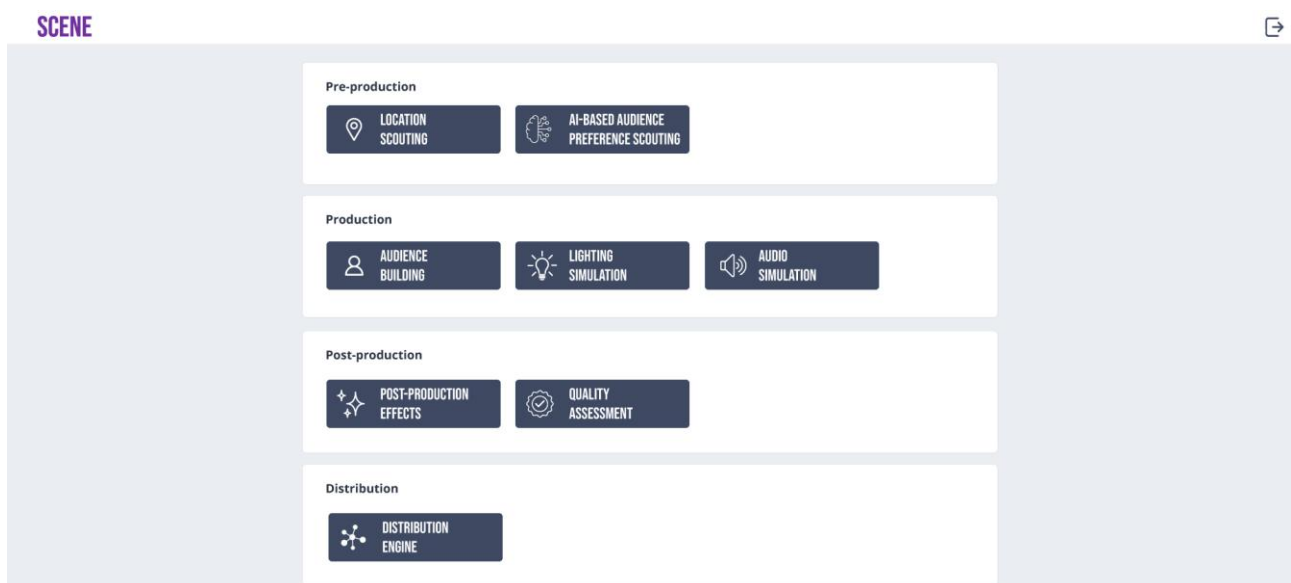 SCENE
Pre-production
LOCATION
SCOUTING
AI-BASED AUDIENCE
PREFERENCE SCOUTING
Production
AUDIENCE
BUILDING
LIGHTING
SIMULATION
AUDIO
SIMULATION
Post-production
POST-PRODUCTION
EFFECTS
QUALITY
ASSESSMENT
Distribution
DISTRIBUTION
ENGINE